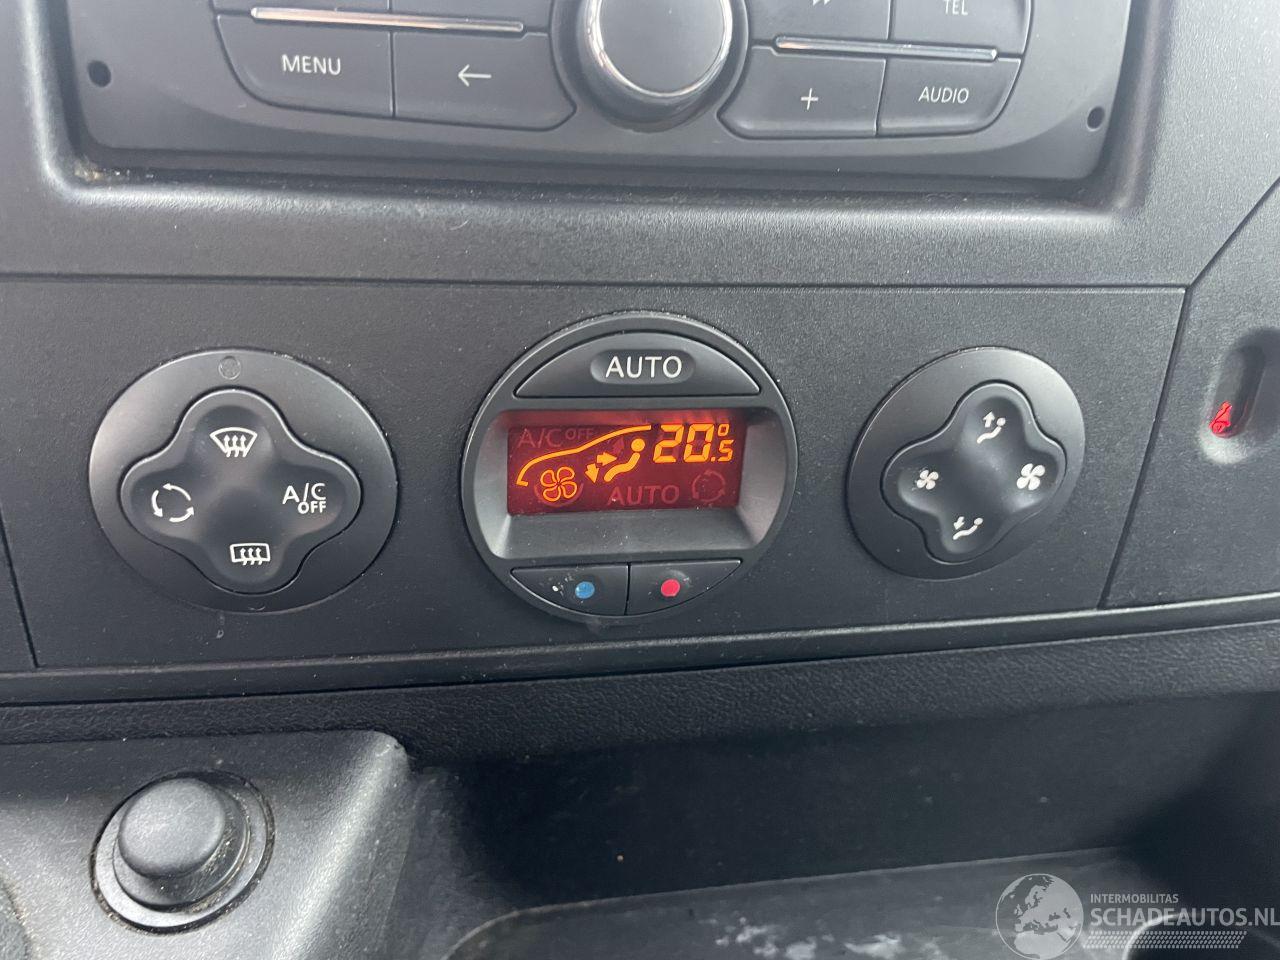 TEL
MENU
+
AUDIO
AUTO
A/C OFF
20°.5
AUTO
A/C
OFF
INTERMOBILITAS
SCHADEAUTOS.NL